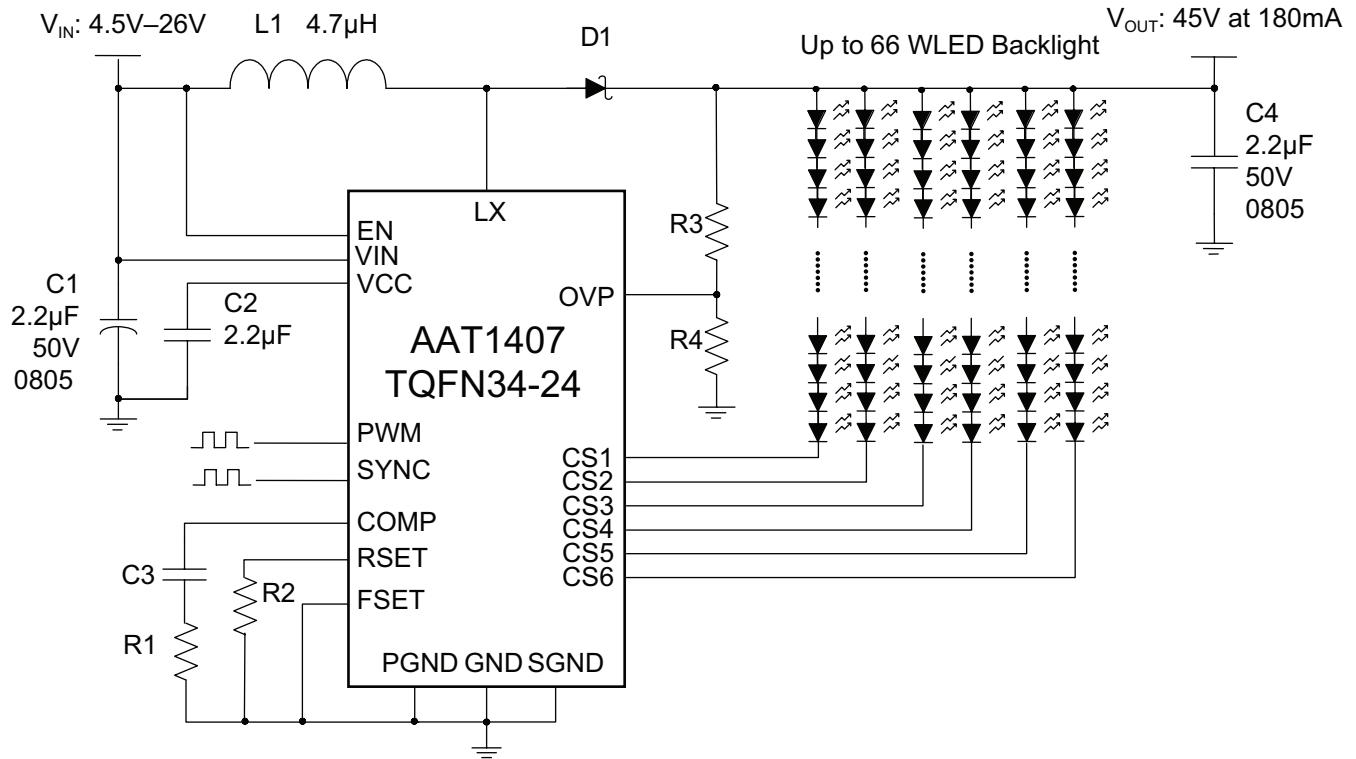 V_IN: 4.5V–26V
L1 4.7µH
D1
Up to 66 WLED Backlight
V_OUT: 45V at 180mA
C4
2.2µF
50V
0805
LX
EN
VIN
VCC
C1
2.2µF
50V
0805
C2
2.2µF
R3
OVP
R4
AAT1407
TQFN34-24
PWM
SYNC
COMP
RSET
FSET
CS1
CS2
CS3
CS4
CS5
CS6
C3
R2
R1
PGND GND SGND